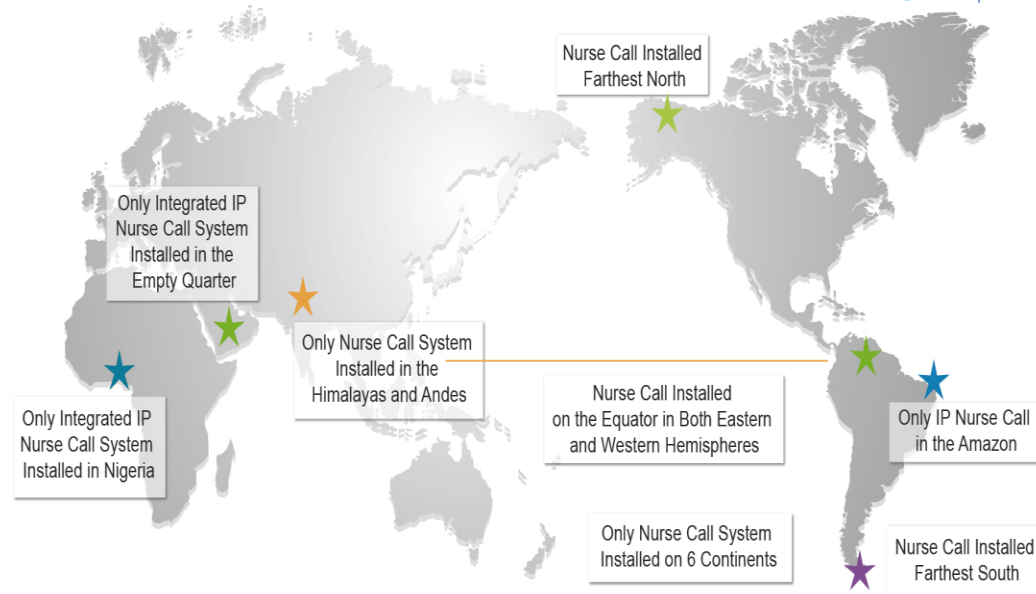 Nurse Call Installed
Farthest North
Only Integrated IP
Nurse Call System
Installed in the
Empty Quarter
Only Nurse Call System
Installed in the
Himalayas and Andes
Nurse Call Installed
on the Equator in Both Eastern
and Western Hemispheres
Only Integrated IP
Nurse Call System
Installed in Nigeria
Only IP Nurse Call
in the Amazon
Only Nurse Call System
Installed on 6 Continents
Nurse Call Installed
Farthest South